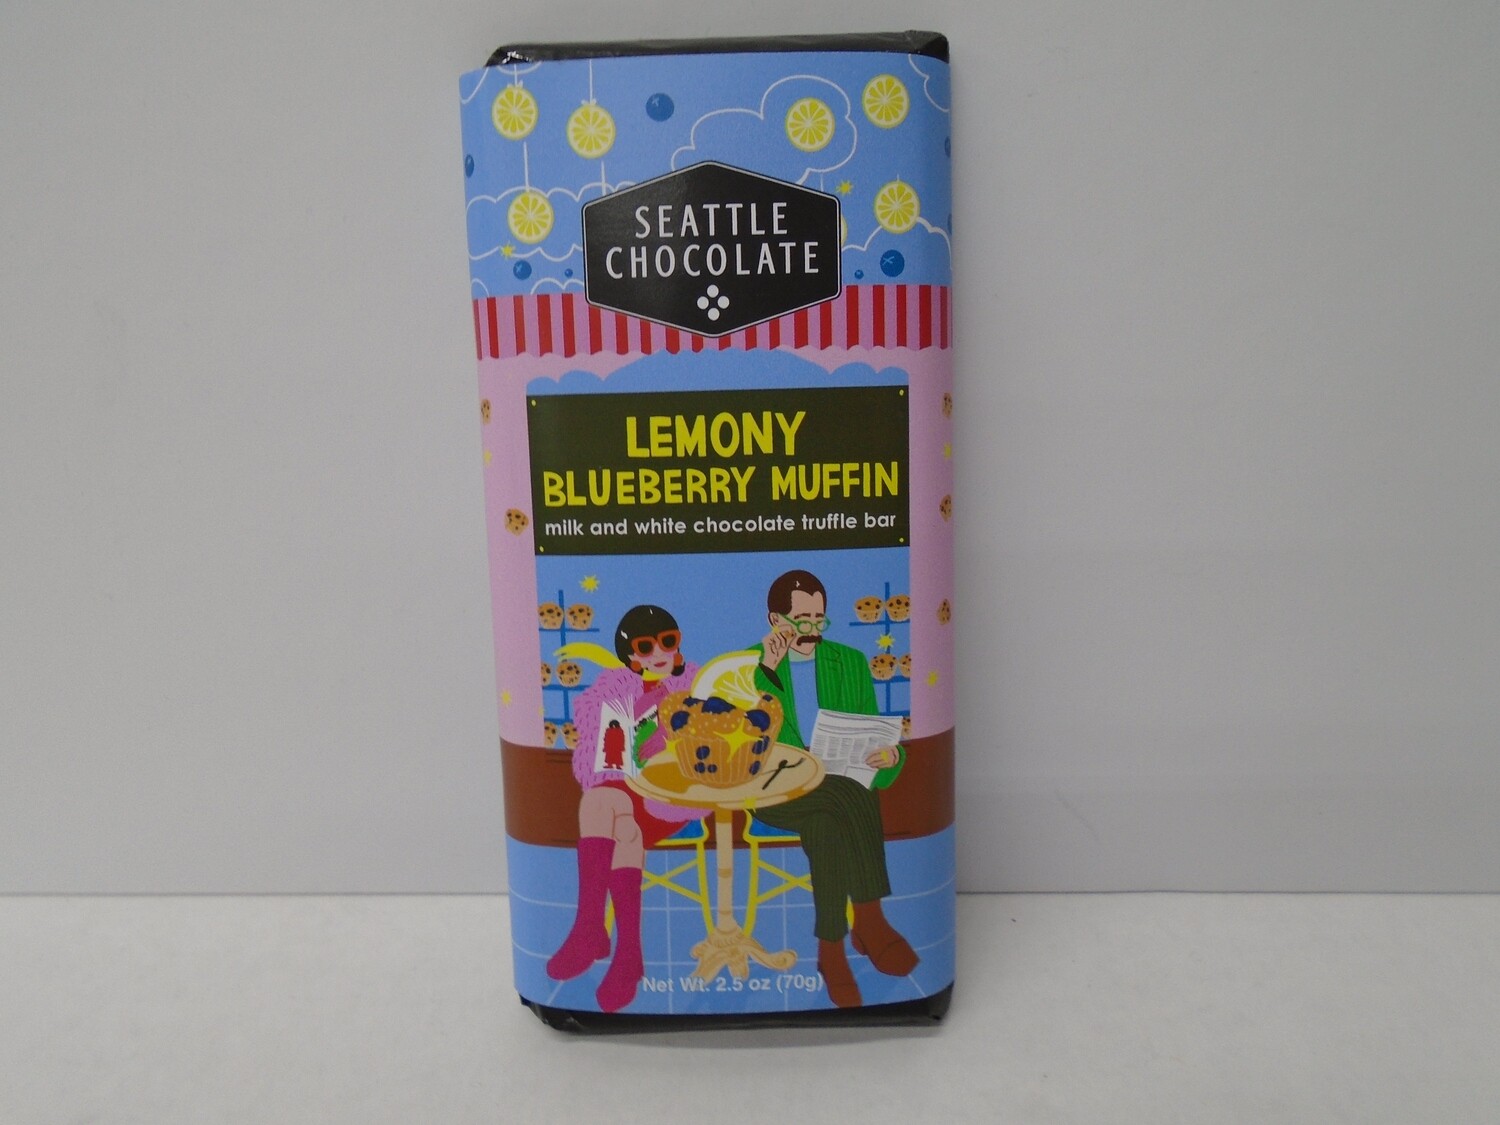 SEATTLE
CHOCOLATE
LEMONY
BLUEBERRY MUFFIN
milk and white chocolate truffle bar
Net Wt. 2.5 oz (70g)